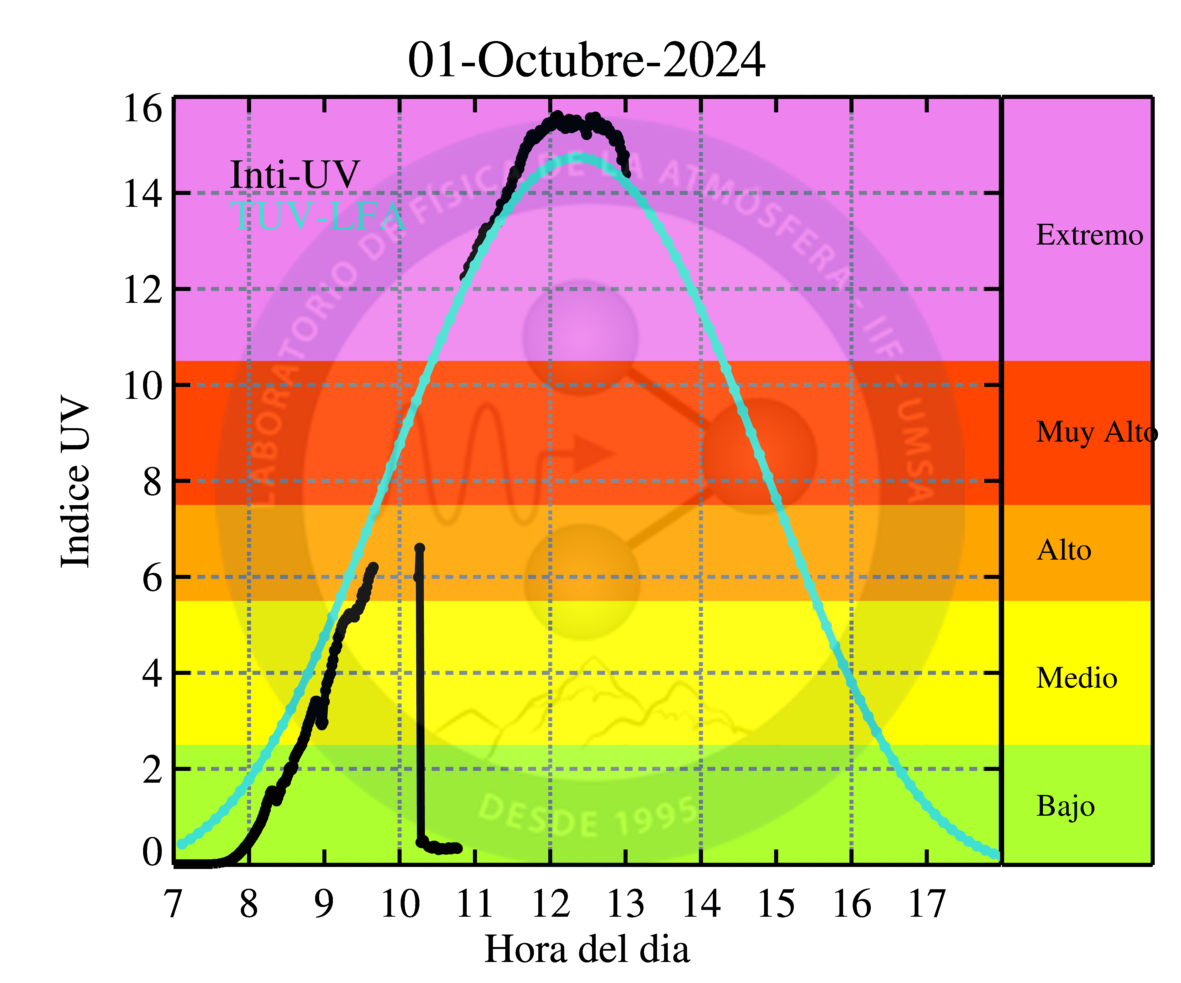 01-Octubre-2024
16
14
12
10
8
6
4
2
0
Indice UV
Inti-UV
TUV-LFA
LABORATORIO DE FÍSICA DE LA ATMÓSFERA - IIF - UMSA
DESDE 1995
Extremo
Muy Alto
Alto
Medio
Bajo
7 8 9 10 11 12 13 14 15 16 17
Hora del dia